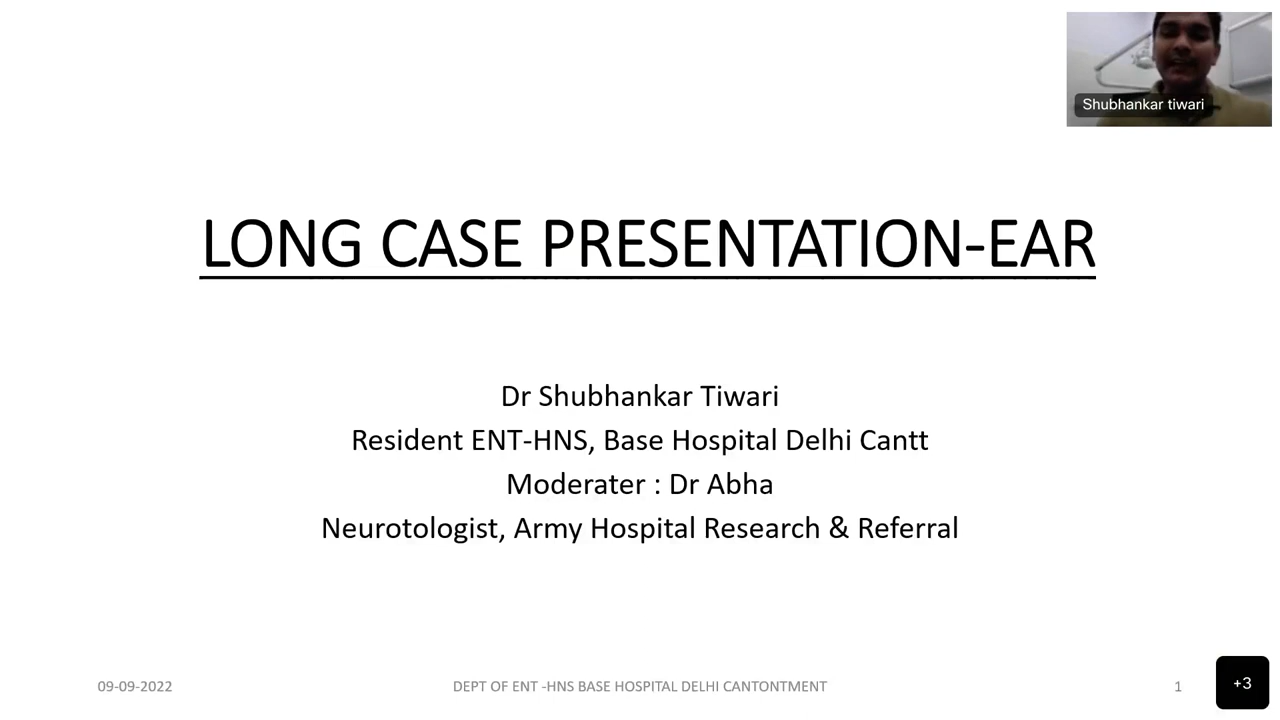 Shubhankar tiwari
LONG CASE PRESENTATION-EAR
Dr Shubhankar Tiwari
Resident ENT-HNS, Base Hospital Delhi Cantt
Moderater : Dr Abha
Neurotologist, Army Hospital Research & Referral
09-09-2022
DEPT OF ENT -HNS BASE HOSPITAL DELHI CANTONTMENT
1
+3